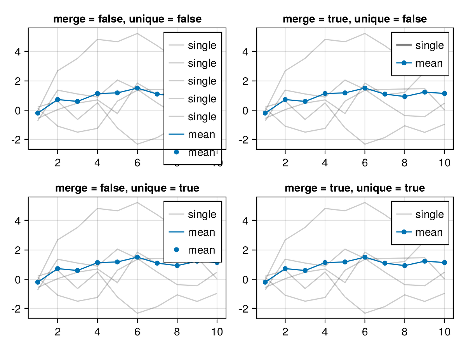 merge = false, unique = false
4
2
0
-2
2
4
6
8
10
single
single
single
single
single
mean
mean
merge = true, unique = false
4
2
0
-2
2
4
6
8
10
single
mean
merge = false, unique = true
4
2
0
-2
2
4
6
8
10
single
mean
mean
merge = true, unique = true
4
2
0
-2
2
4
6
8
10
single
mean